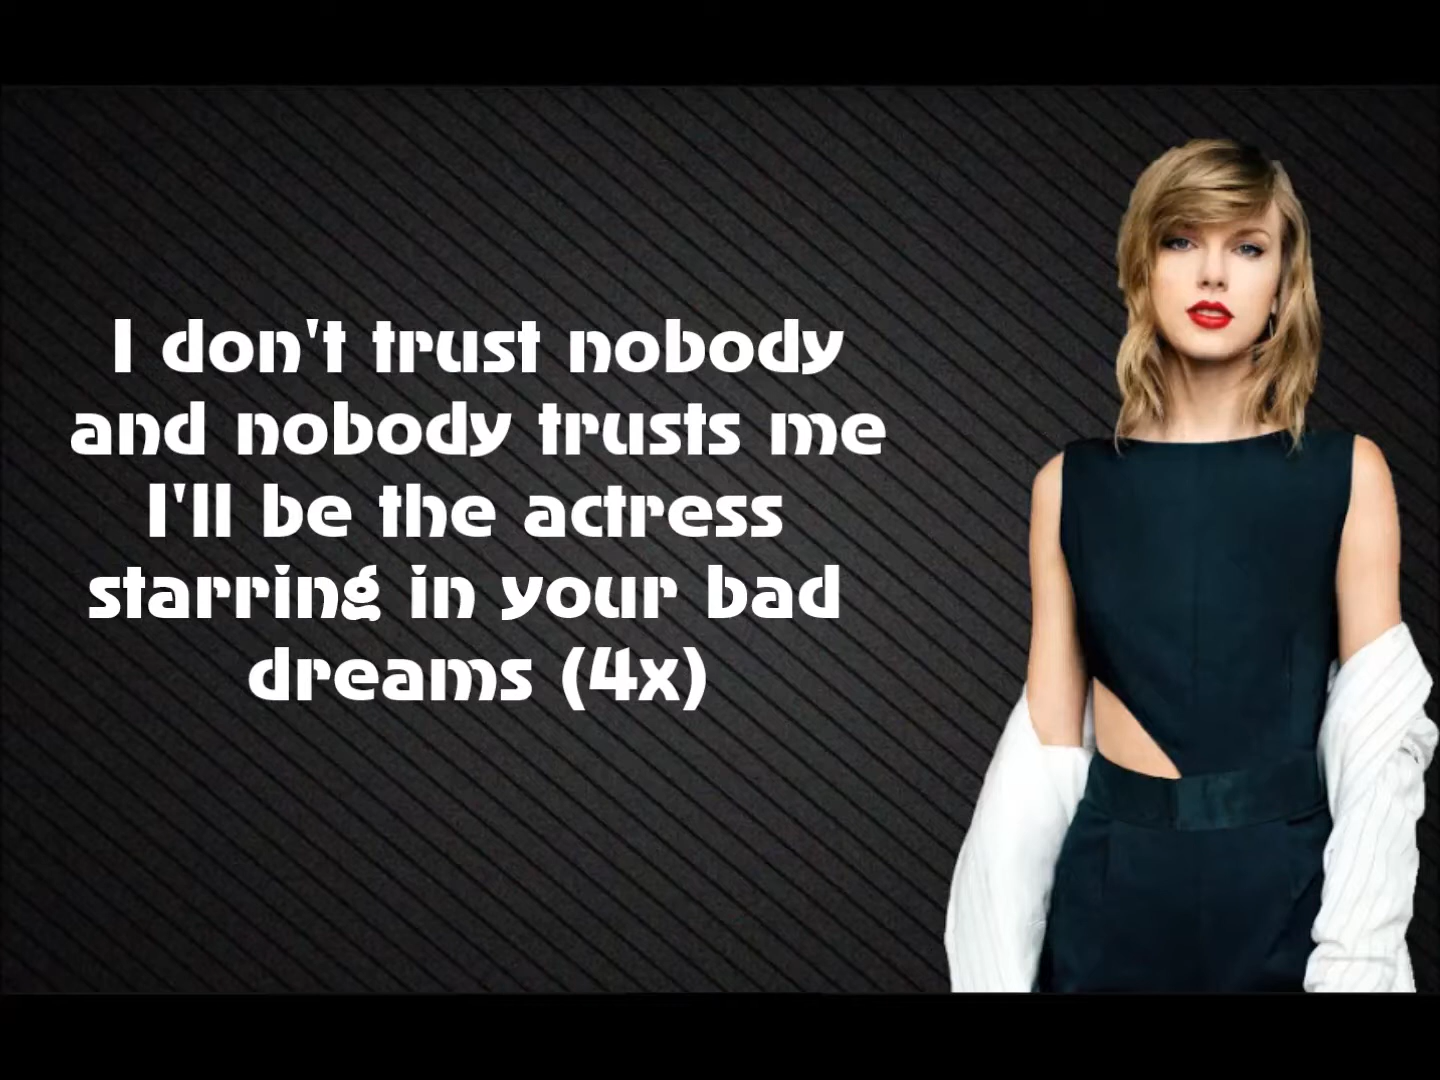 I don't trust nobody
and nobody trusts me
I'll be the actress
starring in your bad
dreams (4x)